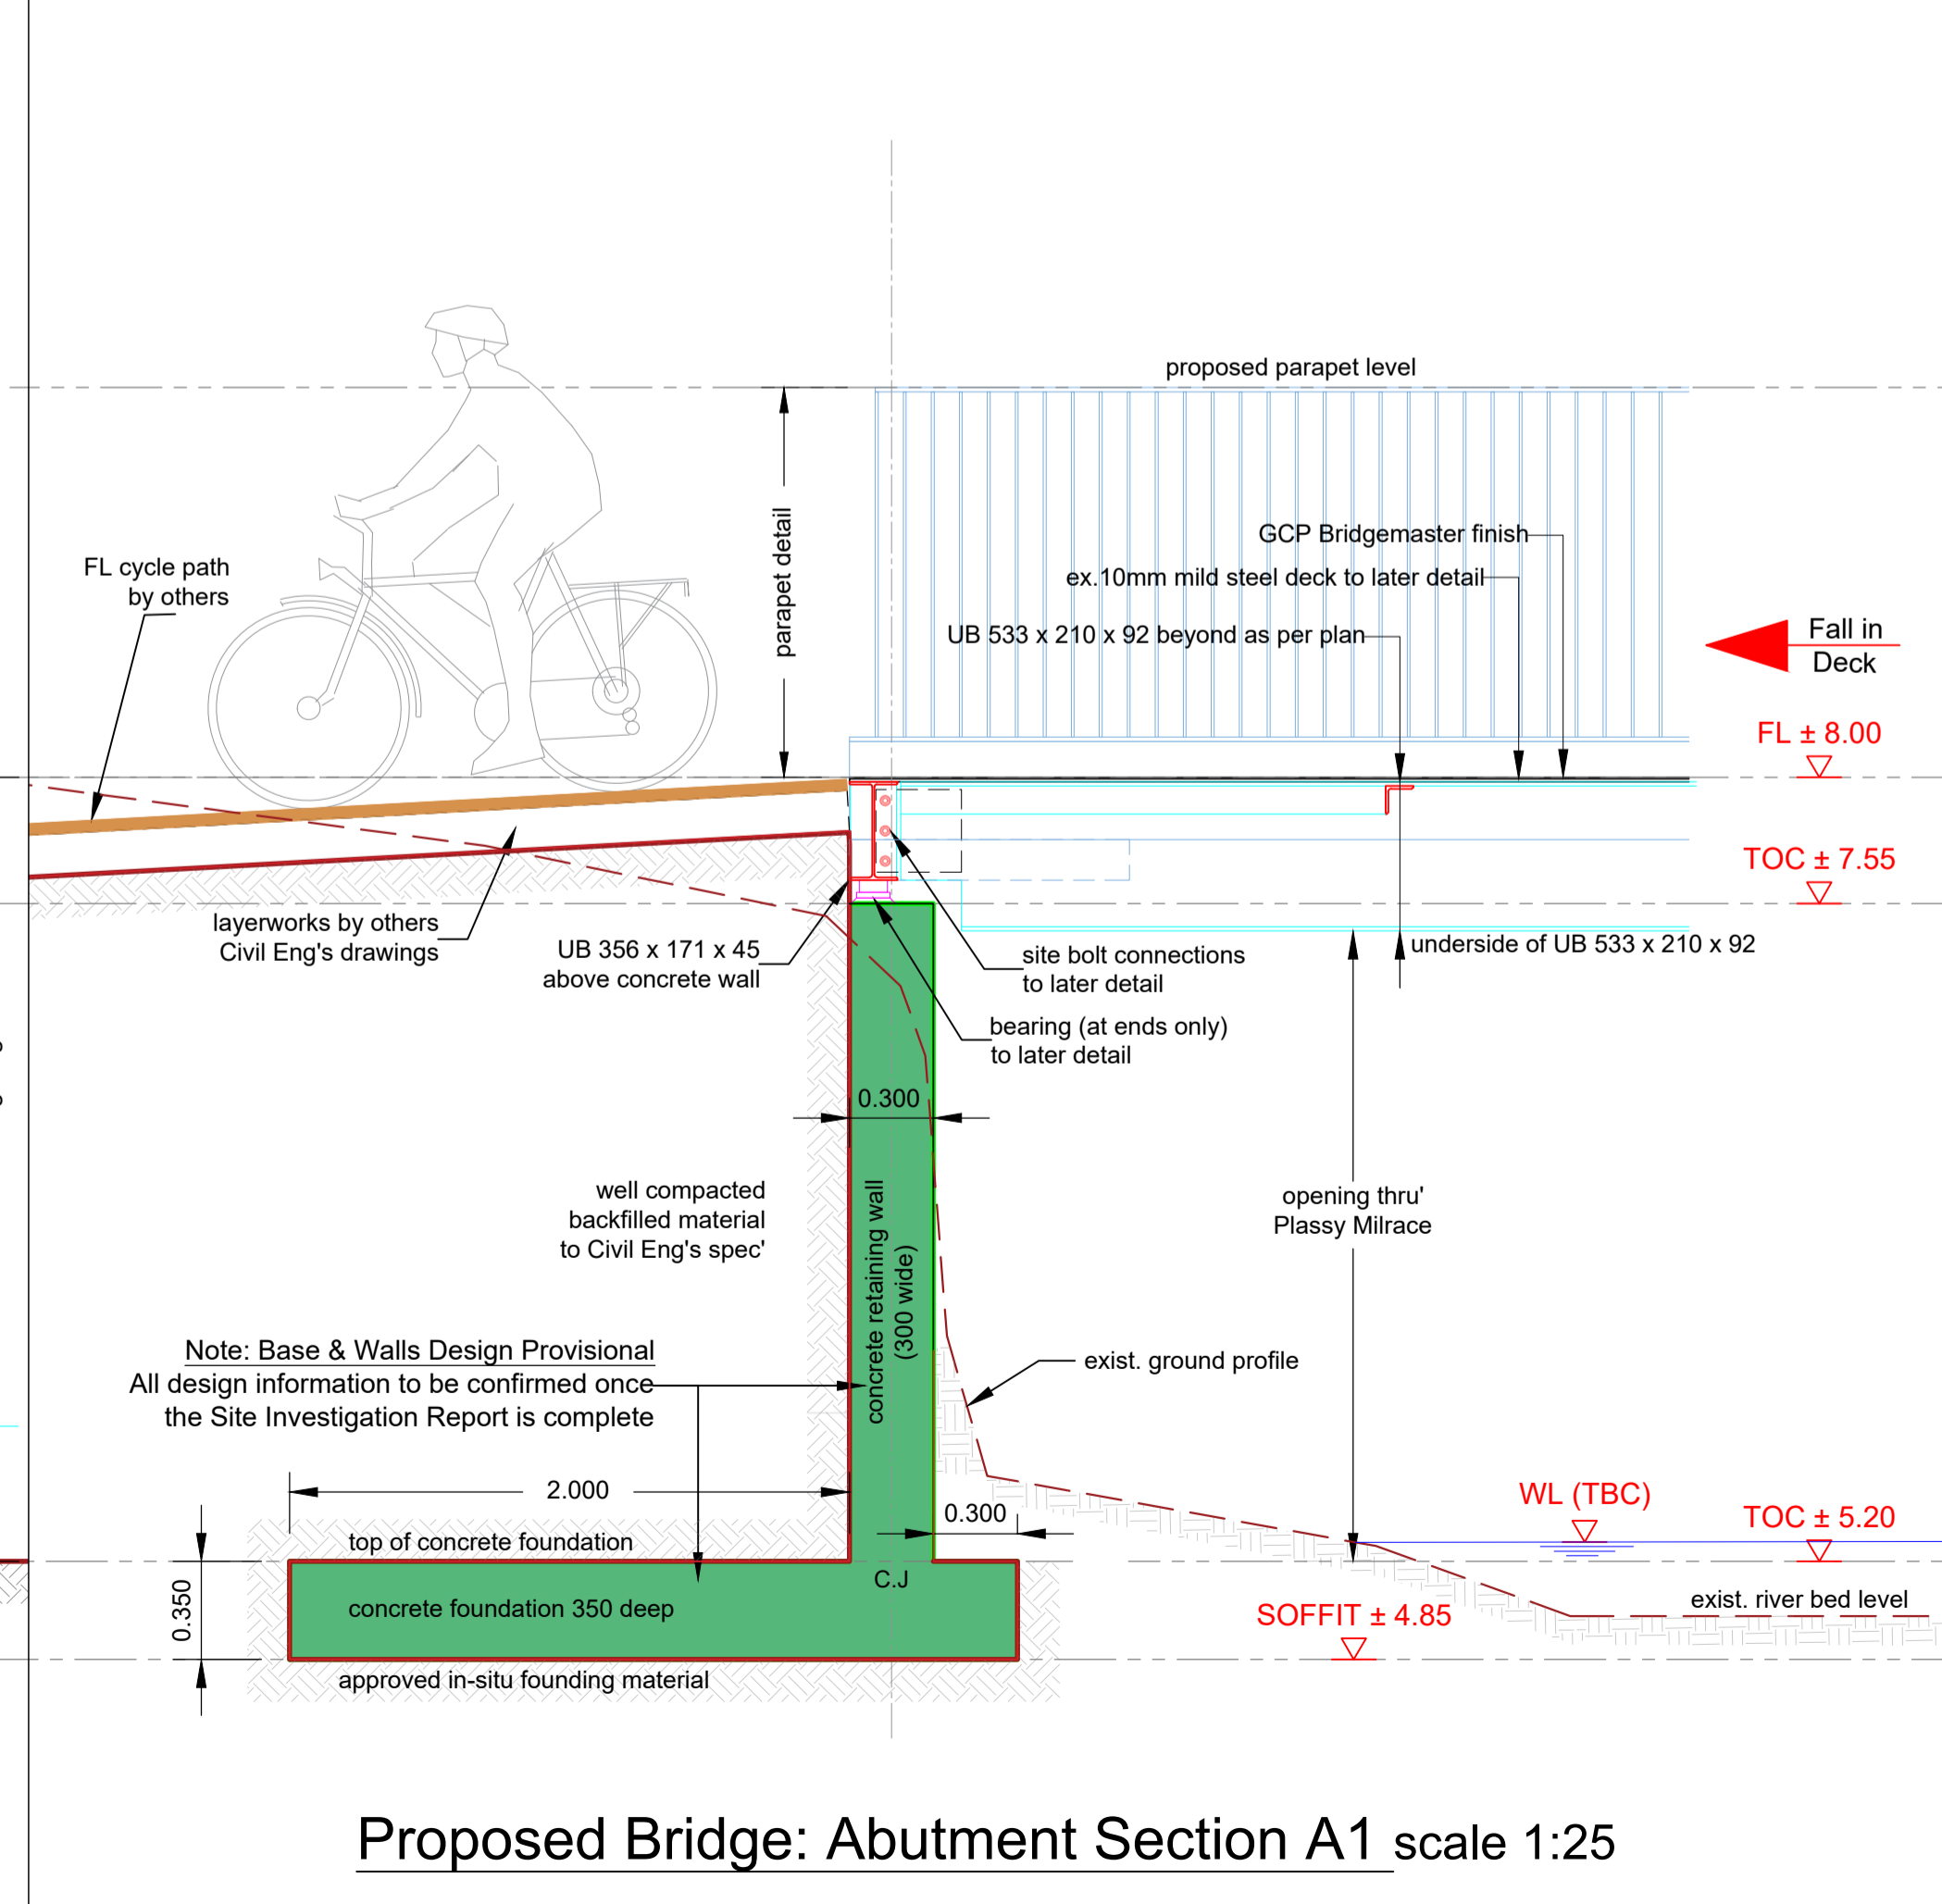 proposed parapet level
parapet detail
GCP Bridgemaster finish
ex.10mm mild steel deck to later detail
UB 533 x 210 x 92 beyond as per plan
Fall in
Deck
FL cycle path
by others
FL ± 8.00
TOC ± 7.55
layerworks by others
Civil Eng's drawings
UB 356 x 171 x 45
above concrete wall
site bolt connections
to later detail
underside of UB 533 x 210 x 92
bearing (at ends only)
to later detail
0.300
well compacted
backfilled material
to Civil Eng's spec'
concrete retaining wall
(300 wide)
opening thru'
Plassy Milrace
Note: Base & Walls Design Provisional
All design information to be confirmed once
the Site Investigation Report is complete
exist. ground profile
2.000
0.300
WL (TBC)
TOC ± 5.20
top of concrete foundation
0.350
C.J
concrete foundation 350 deep
SOFFIT ± 4.85
exist. river bed level
approved in-situ founding material
Proposed Bridge: Abutment Section A1 scale 1:25